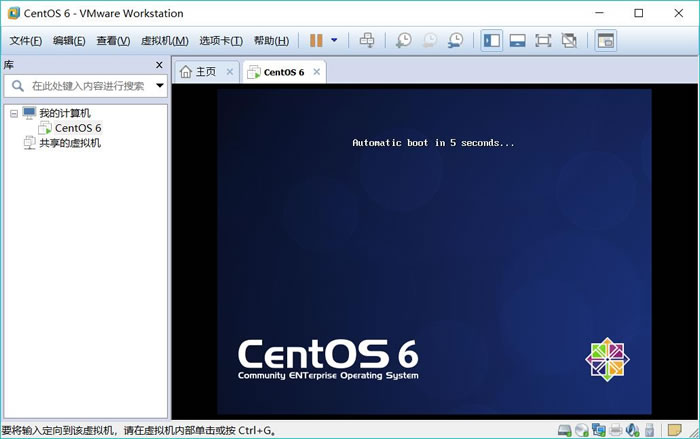 CentOS 6 - VMware Workstation
文件(F) 编辑(E) 查看(V) 虚拟机(M) 选项卡(T) 帮助(H)
库
在此处键入内容进行搜索
我的计算机
CentOS 6
共享的虚拟机
主页
CentOS 6
Automatic boot in 5 seconds...
CentOS 6
Community ENTerprise Operating System
要将输入定向到该虚拟机，请在虚拟机内部单击或按 Ctrl+G。